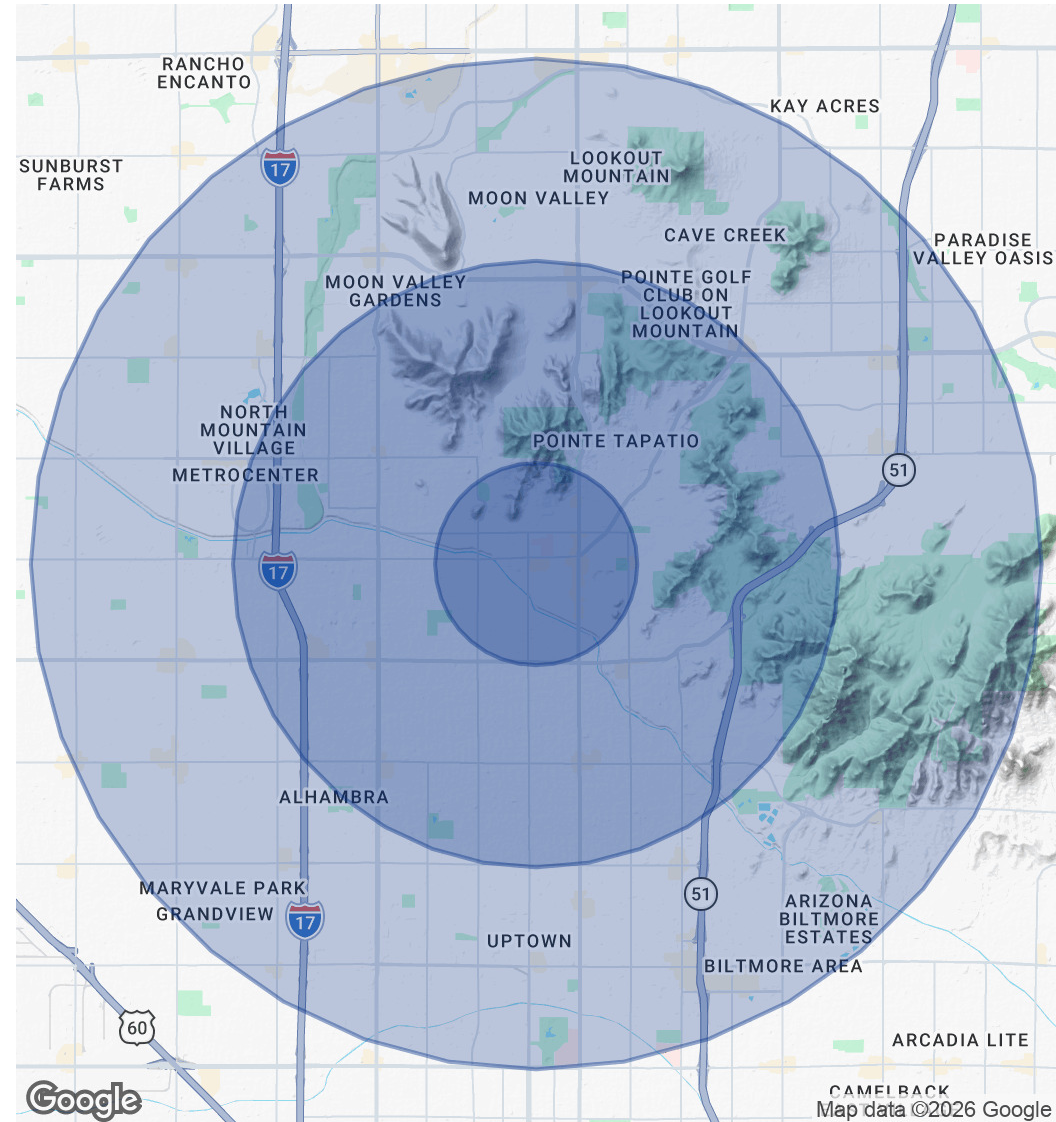 RANCHO
ENCANTO
KAY ACRES
17
SUNBURST
FARMS
LOOKOUT
MOUNTAIN
MOON VALLEY
CAVE CREEK
PARADISE
VALLEY OASIS
MOON VALLEY
GARDENS
POINTE GOLF
CLUB ON
LOOKOUT
MOUNTAIN
NORTH
MOUNTAIN
VILLAGE
POINTE TAPATIO
METROCENTER
51
17
ALHAMBRA
MARYVALE PARK
GRANDVIEW
17
51
ARIZONA
BILTMORE
ESTATES
UPTOWN
BILTMORE AREA
60
ARCADIA LITE
CAMELBACK
Google
Map data ©2026 Google